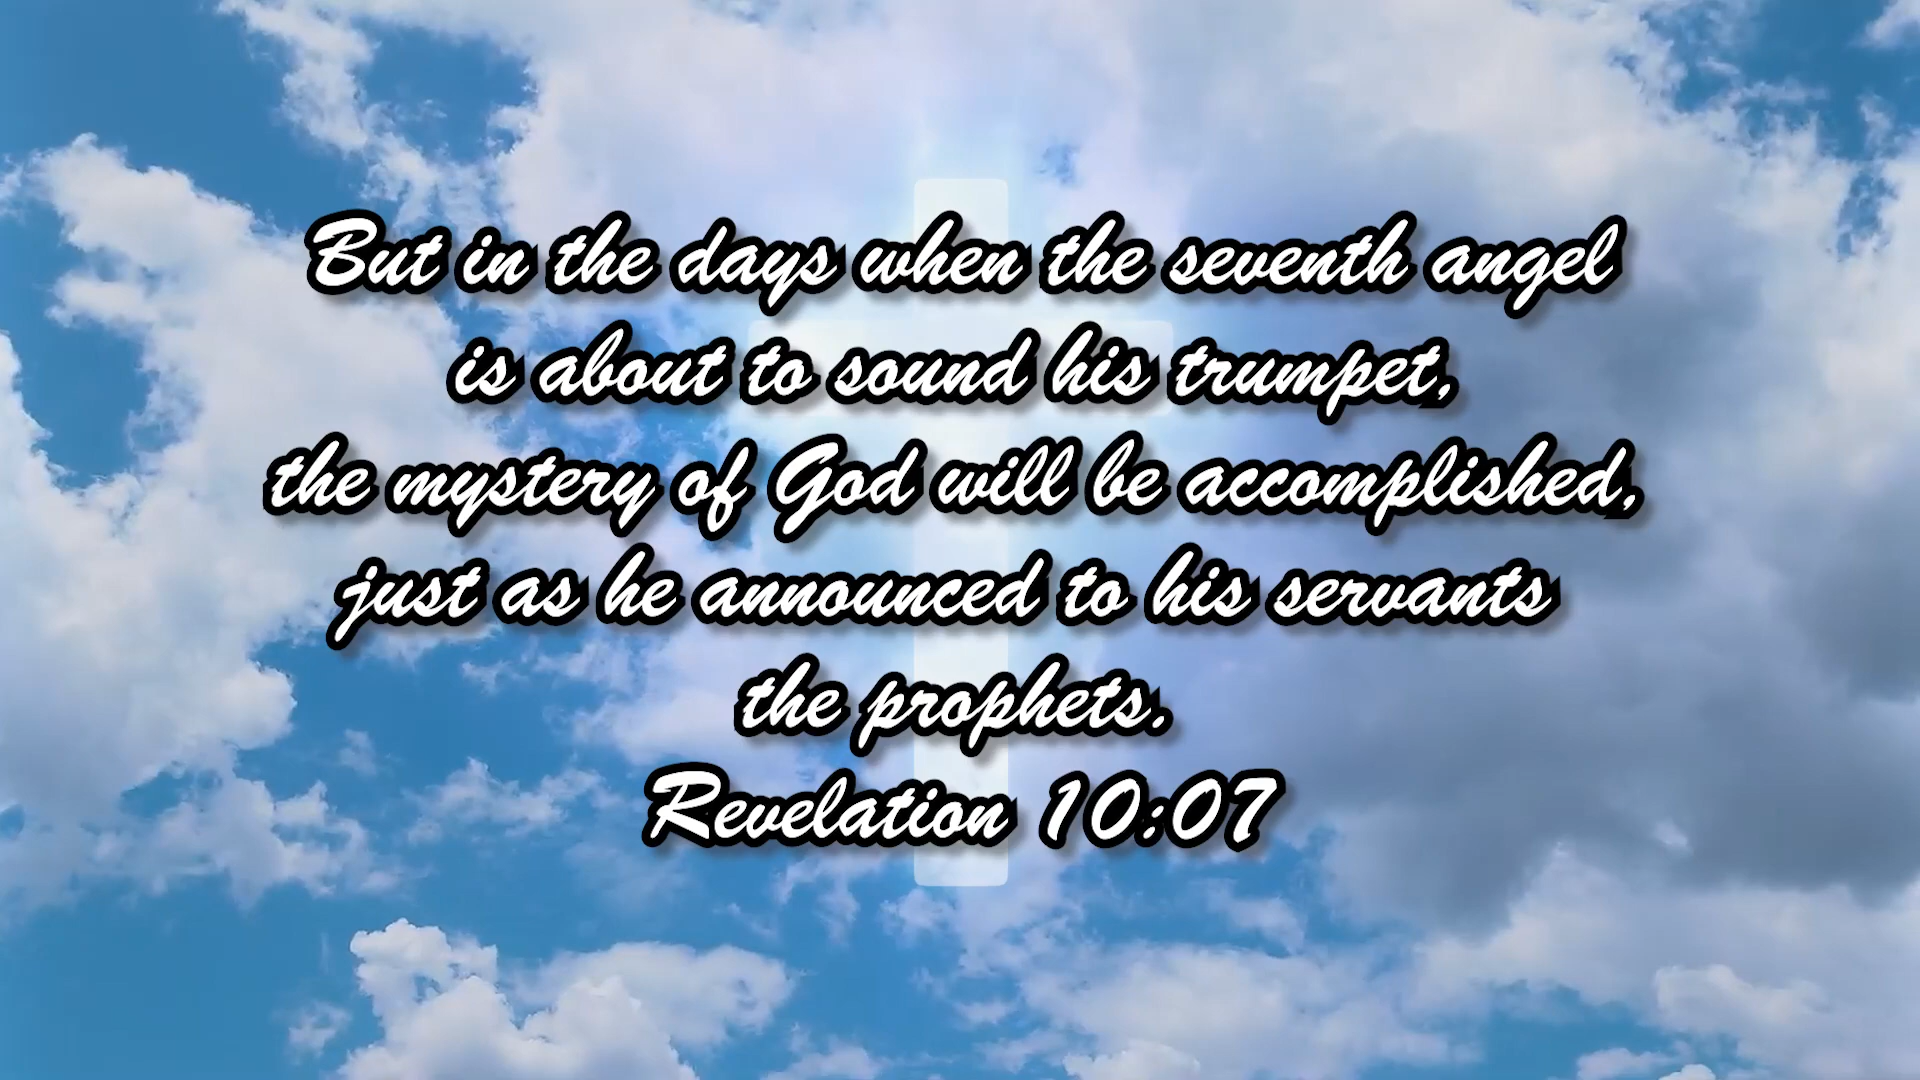 But in the days when the seventh angel
is about to sound his trumpet,
the mystery of God will be accomplished,
just as he announced to his servants
the prophets.
Revelation 10:07